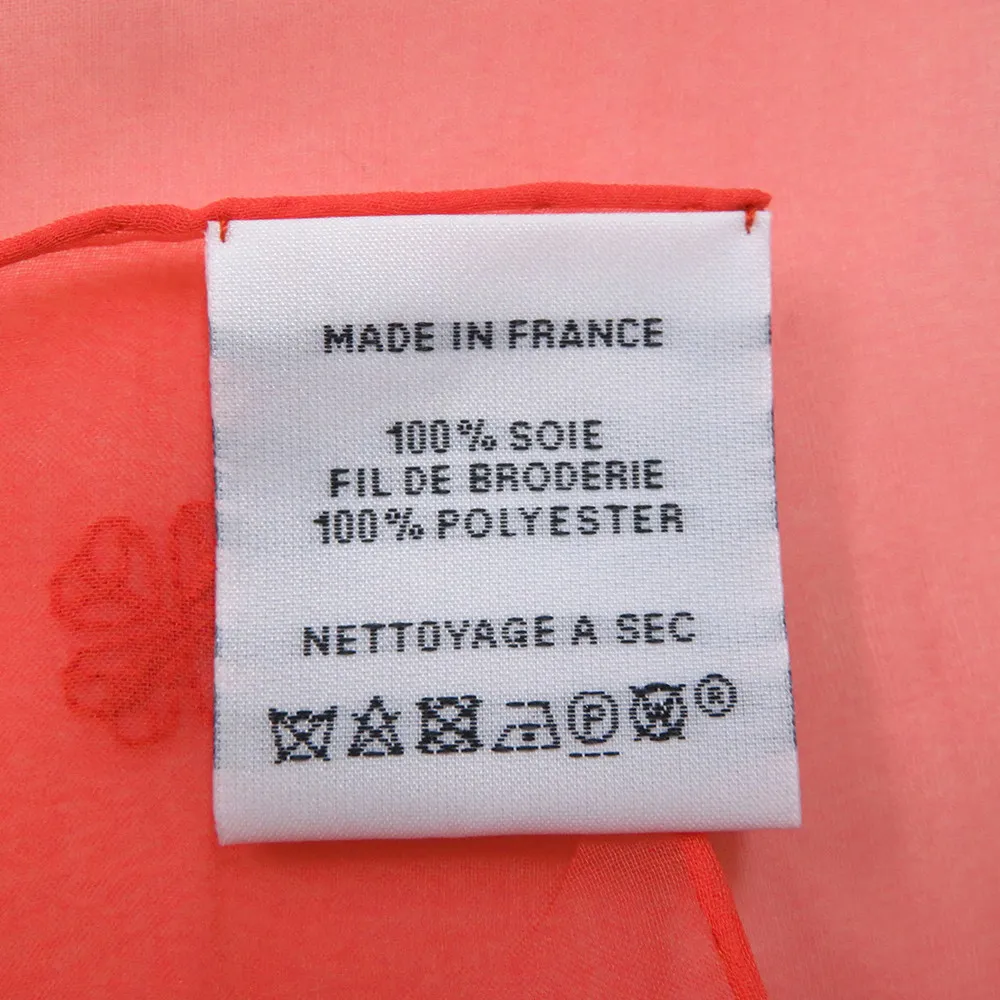 MADE IN FRANCE
100% SOIE
FIL DE BRODERIE
100% POLYESTER
NETTOYAGE A SEC
P W ®